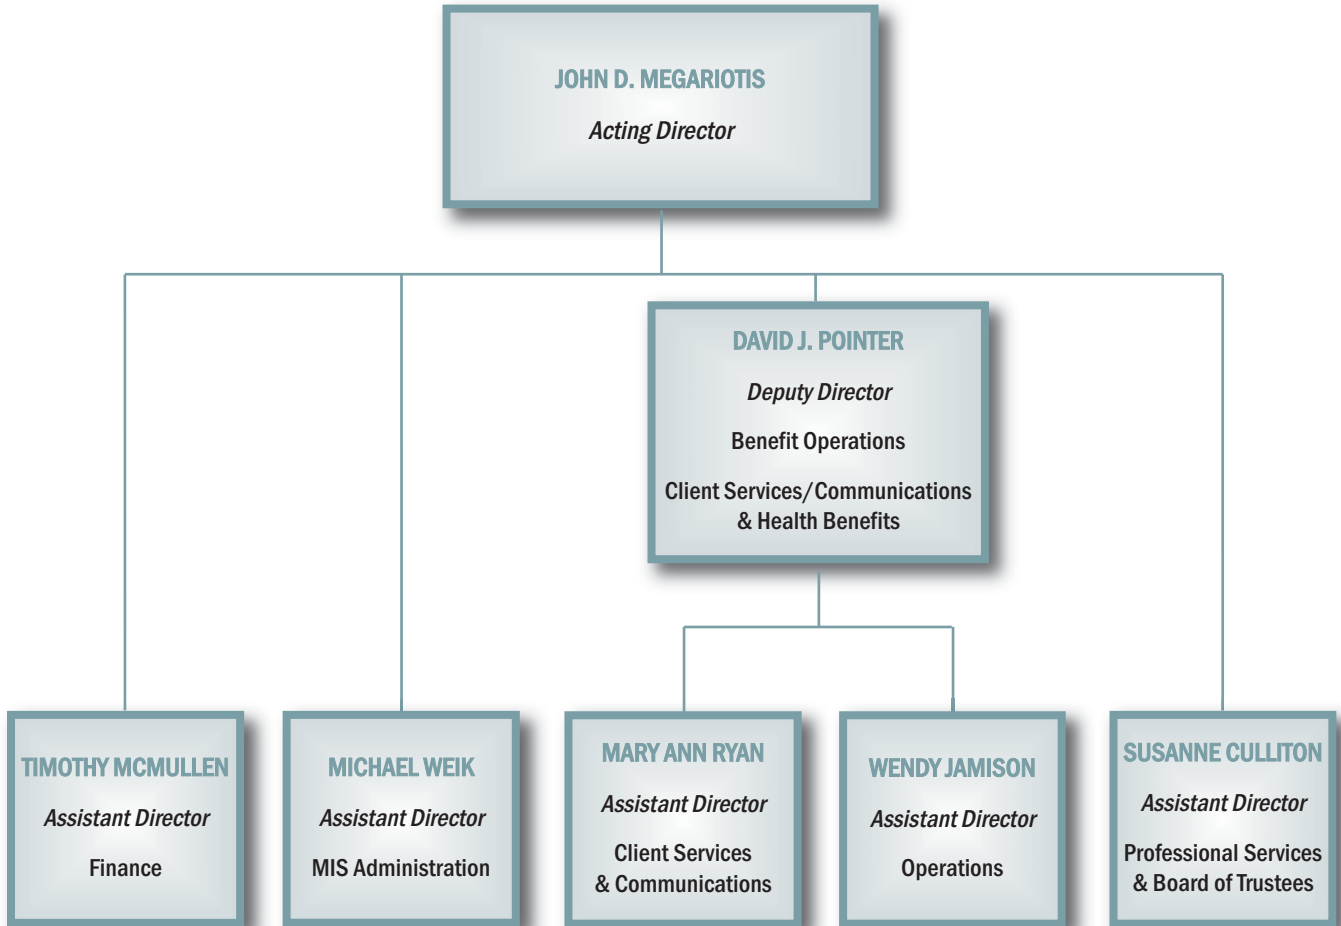 JOHN D. MEGARIOTIS
Acting Director
DAVID J. POINTER
Deputy Director
Benefit Operations
Client Services/Communications
& Health Benefits
TIMOTHY MCMULLEN
Assistant Director
Finance
MICHAEL WEIK
Assistant Director
MIS Administration
MARY ANN RYAN
Assistant Director
Client Services
& Communications
WENDY JAMISON
Assistant Director
Operations
SUSANNE CULLITON
Assistant Director
Professional Services
& Board of Trustees